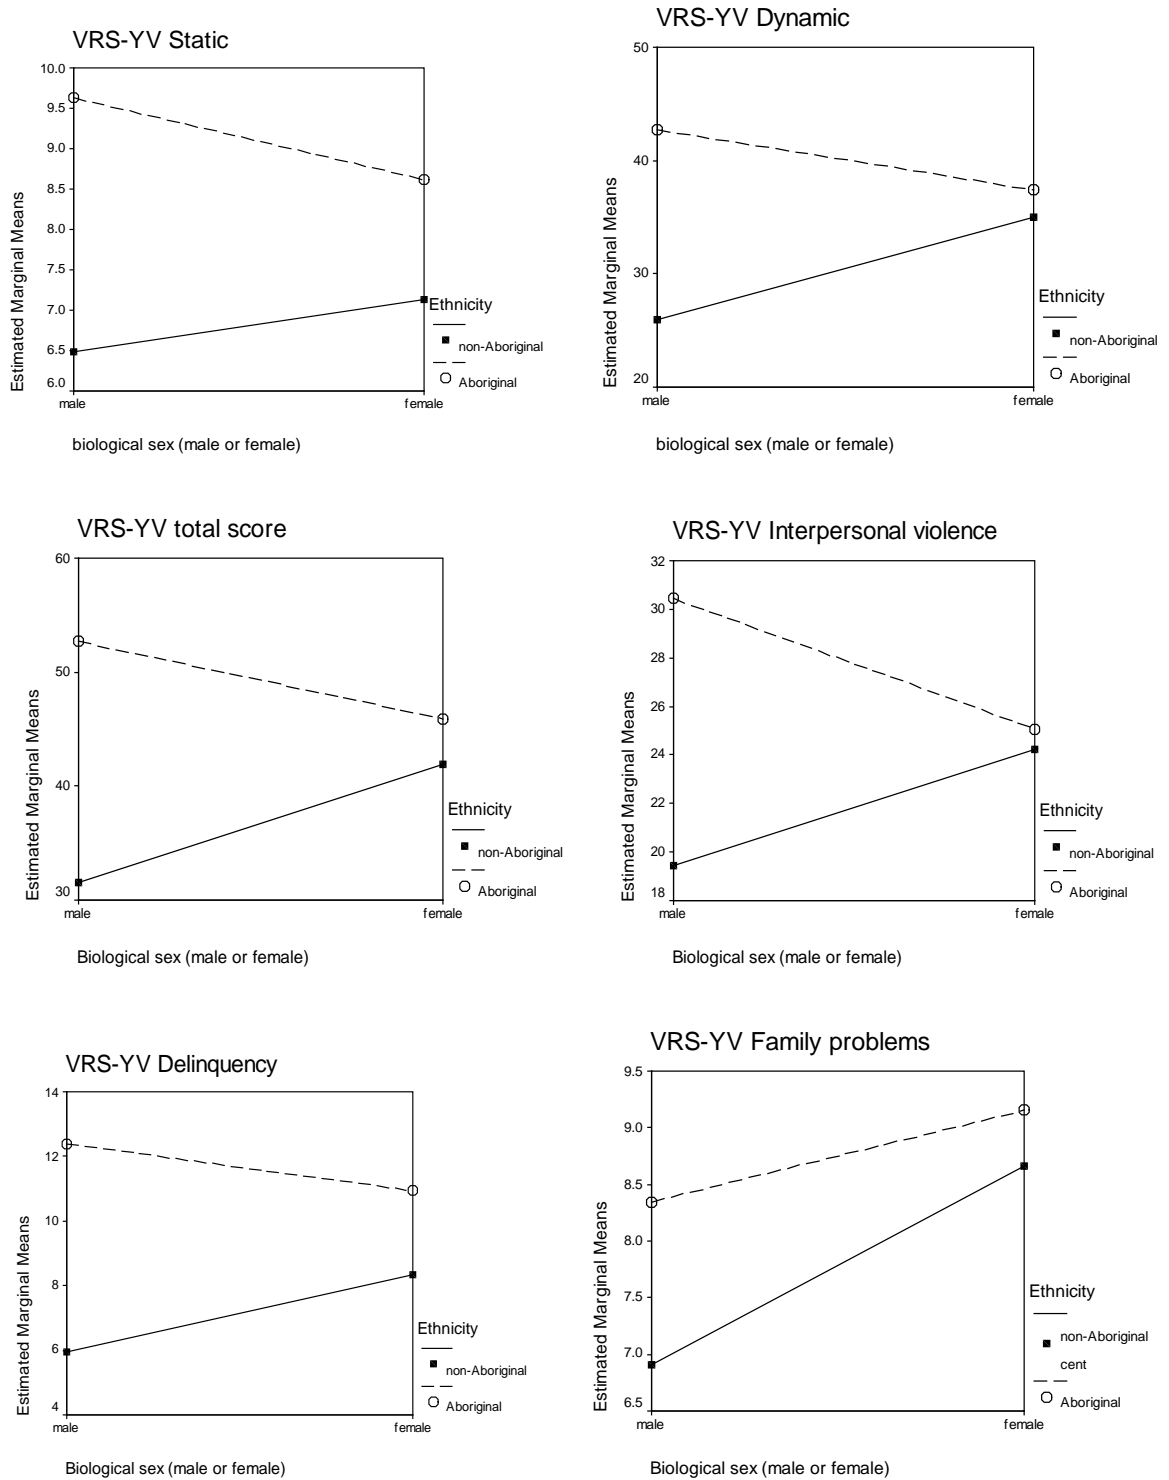 VRS-YV Static
10.0
9.5
9.0
8.5
8.0
7.5
7.0
6.5
6.0
Estimated Marginal Means
male
female
biological sex (male or female)
Ethnicity
non-Aboriginal
Aboriginal
VRS-YV Dynamic
50
40
30
20
Estimated Marginal Means
male
female
biological sex (male or female)
Ethnicity
non-Aboriginal
Aboriginal
VRS-YV total score
60
50
40
30
Estimated Marginal Means
male
female
Biological sex (male or female)
Ethnicity
non-Aboriginal
Aboriginal
VRS-YV Interpersonal violence
32
30
28
26
24
22
20
18
Estimated Marginal Means
male
female
Biological sex (male or female)
Ethnicity
non-Aboriginal
Aboriginal
VRS-YV Delinquency
14
12
10
8
6
4
Estimated Marginal Means
male
female
Biological sex (male or female)
Ethnicity
non-Aboriginal
Aboriginal
VRS-YV Family problems
9.5
9.0
8.5
8.0
7.5
7.0
6.5
Estimated Marginal Means
male
female
Biological sex (male or female)
Ethnicity
non-Aboriginal
cent
Aboriginal